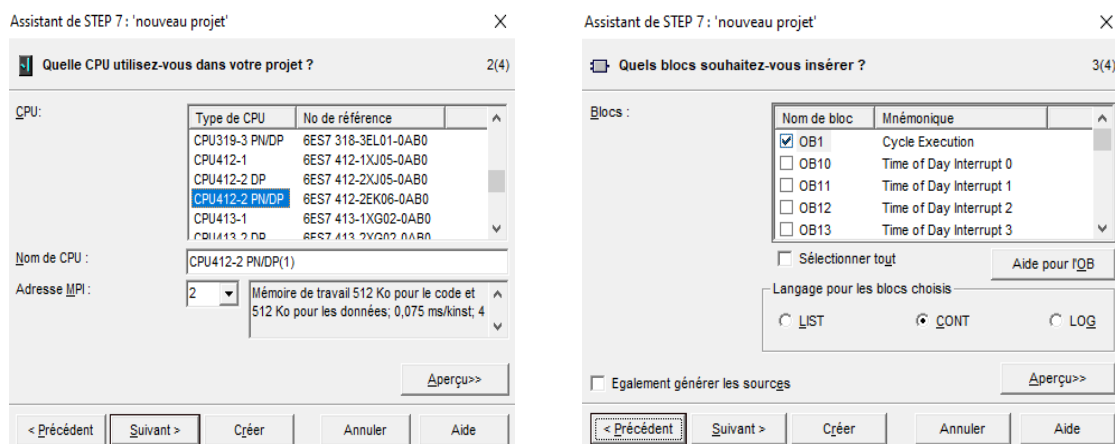 Assistant de STEP 7 : 'nouveau projet'
Quelle CPU utilisez-vous dans votre projet ? 2(4)
CPU:
Type de CPU No de référence
CPU319-3 PN/DP 6ES7 318-3EL01-0AB0
CPU412-1 6ES7 412-1XJ05-0AB0
CPU412-2 DP 6ES7 412-2XJ05-0AB0
CPU412-2 PN/DP 6ES7 412-2EK06-0AB0
CPU413-1 6ES7 413-1XG02-0AB0
CPU413-2 DP 6ES7 413-2XG02-0AB0
Nom de CPU : CPU412-2 PN/DP(1)
Adresse MPI : 2 Mémoire de travail 512 Ko pour le code et
512 Ko pour les données; 0,075 ms/kinst; 4
Aperçu>>
< Précédent Suivant > Créer Annuler Aide
Assistant de STEP 7 : 'nouveau projet'
Quels blocs souhaitez-vous insérer ? 3(4)
Blocs :
Nom de bloc Mnémonique
OB1 Cycle Execution
OB10 Time of Day Interrupt 0
OB11 Time of Day Interrupt 1
OB12 Time of Day Interrupt 2
OB13 Time of Day Interrupt 3
Sélectionner tout Aide pour l'OB
Langage pour les blocs choisis
LIST CONT LOG
Egalement générer les sources Aperçu>>
< Précédent Suivant > Créer Annuler Aide